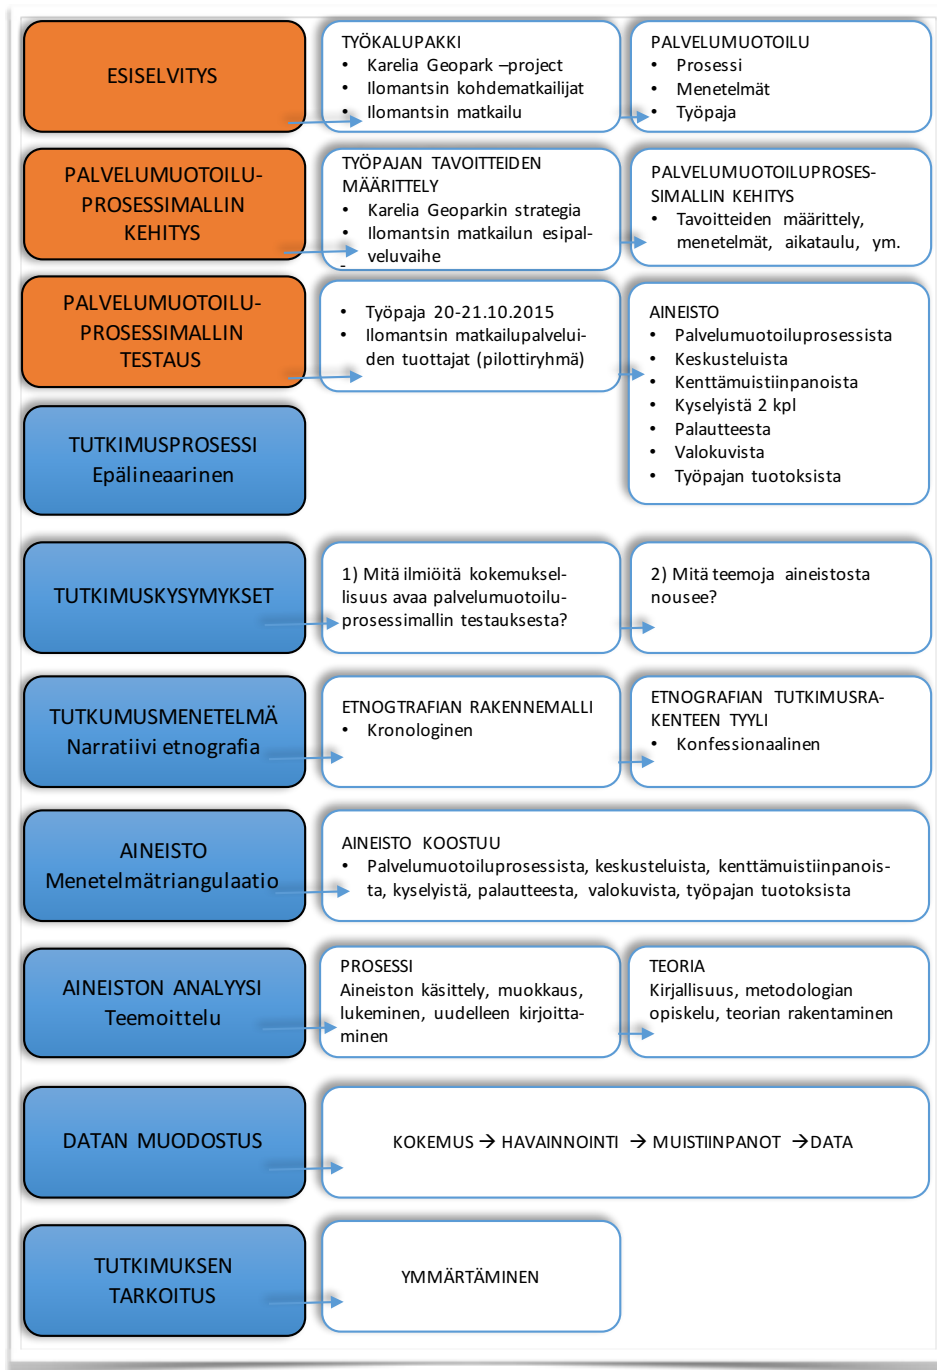 ESISELVITYS
TYÖKALUPAKKI
• Karelia Geopark –project
• Ilomantsin kohdematkailijat
• Ilomantsin matkailu
PALVELUMUOTOILU
• Prosessi
• Menetelmät
• Työpaja
PALVELUMUOTOILU-
PROSESSIMALLIN
KEHITYS
TYÖPAJAN TAVOITTEIDEN
MÄÄRITTELY
• Karelia Geoparkin strategia
• Ilomantsin matkailun esipal-
veluvaihe
-
PALVELUMUOTOILUPROSES-
SIMALLIN KEHITYS
• Tavoitteiden määrittely,
menetelmät, aikataulu, ym.
PALVELUMUOTOILU-
PROSESSIMALLIN
TESTAUS
• Työpaja 20-21.10.2015
• Ilomantsin matkailupalvelui-
den tuottajat (pilottiryhmä)
AINEISTO
• Palvelumuotoiluprosessista
• Keskusteluista
• Kenttämuistiinpanoista
• Kyselyistä 2 kpl
• Palautteesta
• Valokuvista
• Työpajan tuotoksista
TUTKIMUSPROSESSI
Epälineaarinen
TUTKIMUSKYSYMYKSET
1) Mitä ilmiöitä kokemuksel-
lisuus avaa palvelumuotoilu-
prosessimallin testauksesta?
2) Mitä teemoja aineistosta
nousee?
TUTKUMUSMENETELMÄ
Narratiivi etnografia
ETNOGTRAFIAN RAKENNEMALLI
• Kronologinen
ETNOGRAFIAN TUTKIMUSRA-
KENTEEN TYYLI
• Konfessionaalinen
AINEISTO
Menetelmätriangulaatio
AINEISTO KOOSTUU
• Palvelumuotoiluprosessista, keskusteluista, kenttämuistiinpanois-
ta, kyselyistä, palautteesta, valokuvista, työpajan tuotoksista
AINEISTON ANALYYSI
Teemoittelu
PROSESSI
Aineiston käsittely, muokkaus,
lukeminen, uudelleen kirjoitta-
minen
TEORIA
Kirjallisuus, metodologian
opiskelu, teorian rakentaminen
DATAN MUODOSTUS
KOKEMUS → HAVAINNOINTI → MUISTIINPANOT →DATA
TUTKIMUKSEN
TARKOITUS
YMMÄRTÄMINEN